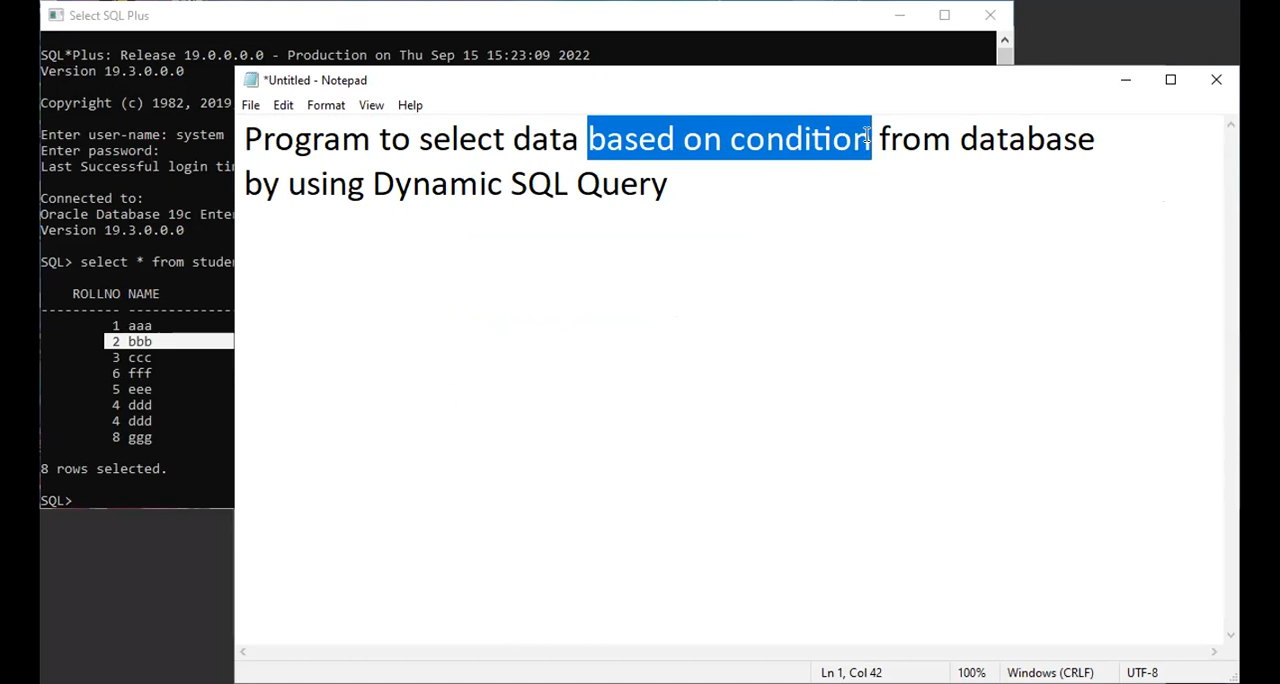 Select SQL Plus
SQL*Plus: Release 19.0.0.0.0 - Production on Thu Sep 15 15:23:09 2022
Version 19.3.0.0.0
Copyright (c) 1982, 2019
Enter user-name: system
Enter password:
Last Successful login
Connected to:
Oracle Database 19c
Version 19.3.0.0.0
SQL> select * from
ROLLNO NAME
---------- -------------
1 aaa
2 bbb
3 ccc
6 fff
5 eee
4 ddd
4 ddd
8 ggg
8 rows selected.
SQL>
*Untitled - Notepad
File Edit Format View Help
Program to select data based on condition from database
by using Dynamic SQL Query
Ln 1, Col 42 100% Windows (CRLF) UTF-8